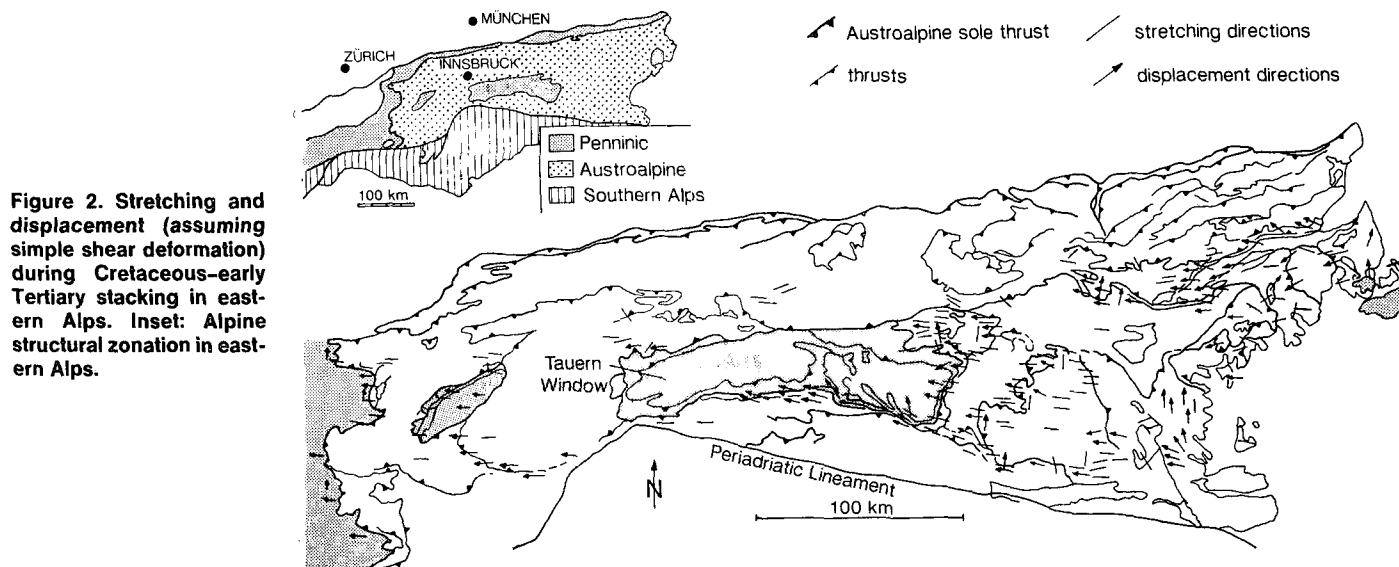 MÜNCHEN
ZÜRICH
INNSBRUCK
Penninic
Austroalpine
Southern Alps
100 km
Austroalpine sole thrust
stretching directions
thrusts
displacement directions
Figure 2. Stretching and
displacement (assuming
simple shear deformation)
during Cretaceous–early
Tertiary stacking in east-
ern Alps. Inset: Alpine
structural zonation in east-
ern Alps.
Tauern
Window
Periadriatic Lineament
N
100 km